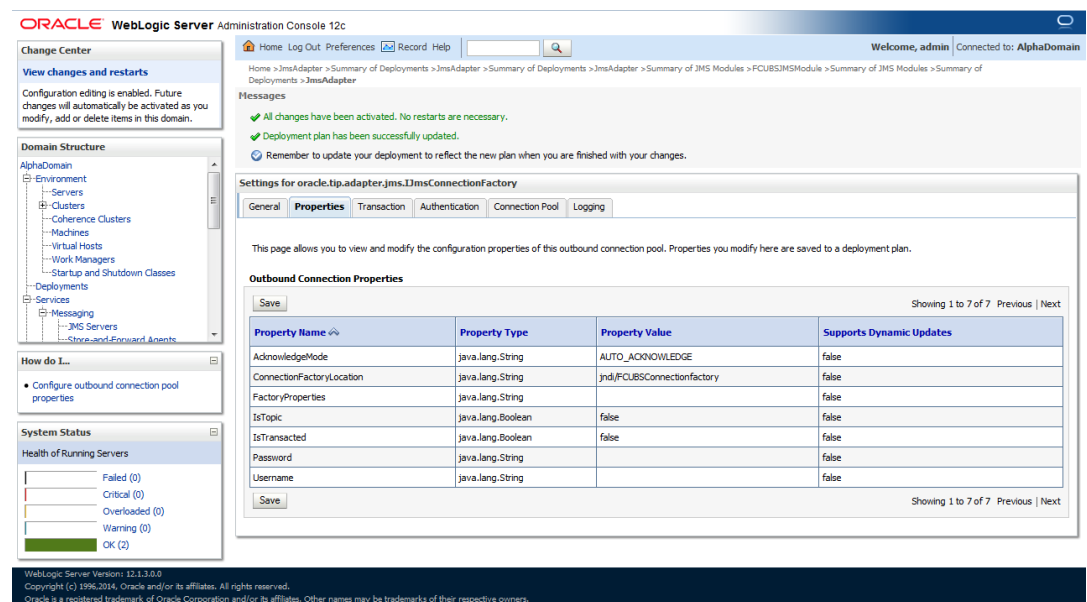 ORACLE WebLogic Server Administration Console 12c
Change Center
View changes and restarts
Configuration editing is enabled. Future
changes will automatically be activated as you
modify, add or delete items in this domain.
Domain Structure
AlphaDomain
Environment
Servers
Clusters
Coherence Clusters
Machines
Virtual Hosts
Work Managers
Startup and Shutdown Classes
Deployments
Services
Messaging
JMS Servers
Store-and-Forward Agents
How do I...
Configure outbound connection pool
properties
System Status
Health of Running Servers
Failed (0)
Critical (0)
Overloaded (0)
Warning (0)
OK (2)
Home Log Out Preferences Record Help
Welcome, admin Connected to: AlphaDomain
Home >JmsAdapter >Summary of Deployments >JmsAdapter >Summary of Deployments >JmsAdapter >Summary of JMS Modules >FCUBSJMSModule >Summary of JMS Modules >Summary of
Deployments >JmsAdapter
Messages
All changes have been activated. No restarts are necessary.
Deployment plan has been successfully updated.
Remember to update your deployment to reflect the new plan when you are finished with your changes.
Settings for oracle.tip.adapter.jms.IJmsConnectionFactory
General Properties Transaction Authentication Connection Pool Logging
This page allows you to view and modify the configuration properties of this outbound connection pool. Properties you modify here are saved to a deployment plan.
Outbound Connection Properties
Save Showing 1 to 7 of 7 Previous | Next
Property Name Property Type Property Value Supports Dynamic Updates
AcknowledgeMode java.lang.String AUTO_ACKNOWLEDGE false
ConnectionFactoryLocation java.lang.String jndi/FCUBSConnectionfactory false
FactoryProperties java.lang.String false
IsTopic java.lang.Boolean false false
IsTransacted java.lang.Boolean false false
Password java.lang.String false
Username java.lang.String false
Save Showing 1 to 7 of 7 Previous | Next
WebLogic Server Version: 12.1.3.0.0
Copyright (c) 1996,2014, Oracle and/or its affiliates. All rights reserved.
Oracle is a registered trademark of Oracle Corporation and/or its affiliates. Other names may be trademarks of their respective owners.